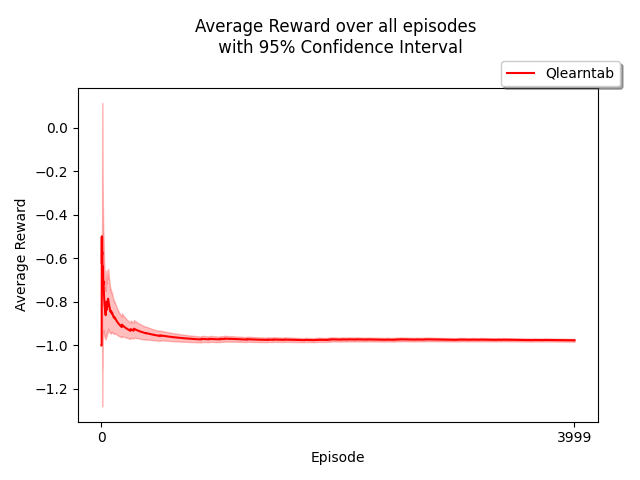 Average Reward over all episodes
with 95% Confidence Interval
Qlearntab
Average Reward
0.0
−0.2
−0.4
−0.6
−0.8
−1.0
−1.2
0
3999
Episode